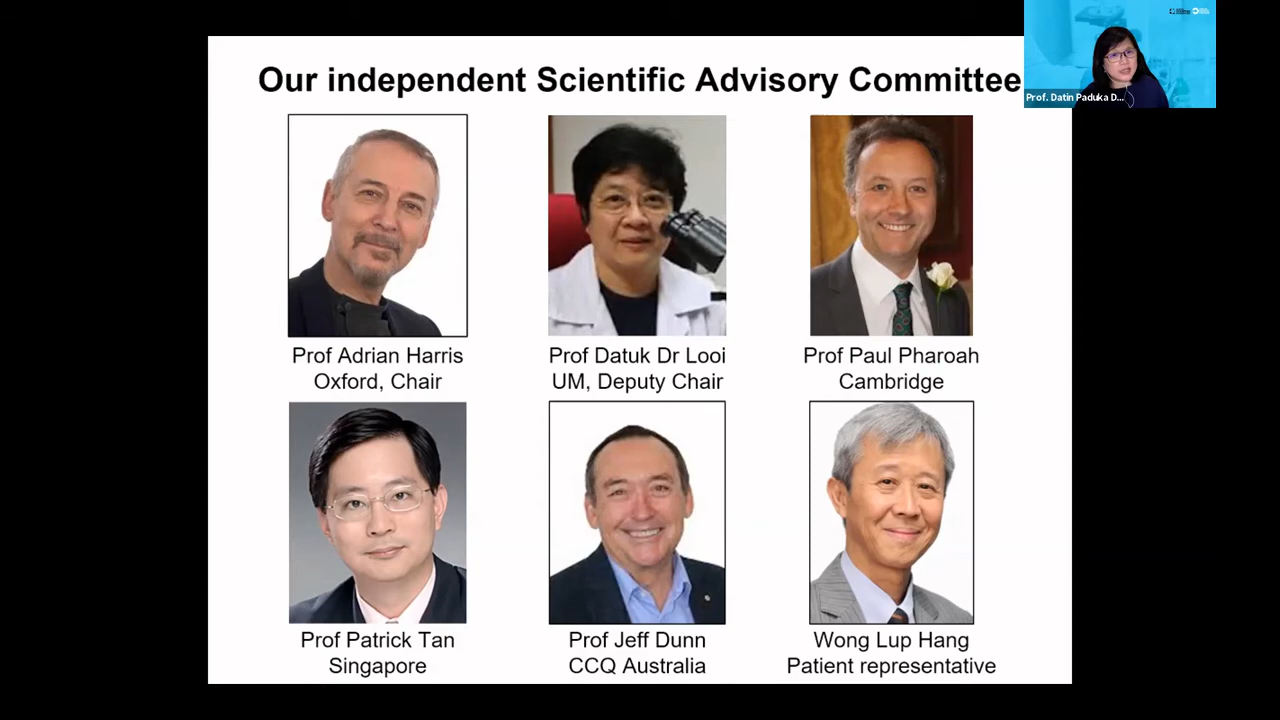 Our independent Scientific Advisory Committee
Prof. Datin Paduka D...
Prof Adrian Harris
Oxford, Chair
Prof Datuk Dr Looi
UM, Deputy Chair
Prof Paul Pharoah
Cambridge
Prof Patrick Tan
Singapore
Prof Jeff Dunn
CCQ Australia
Wong Lup Hang
Patient representative